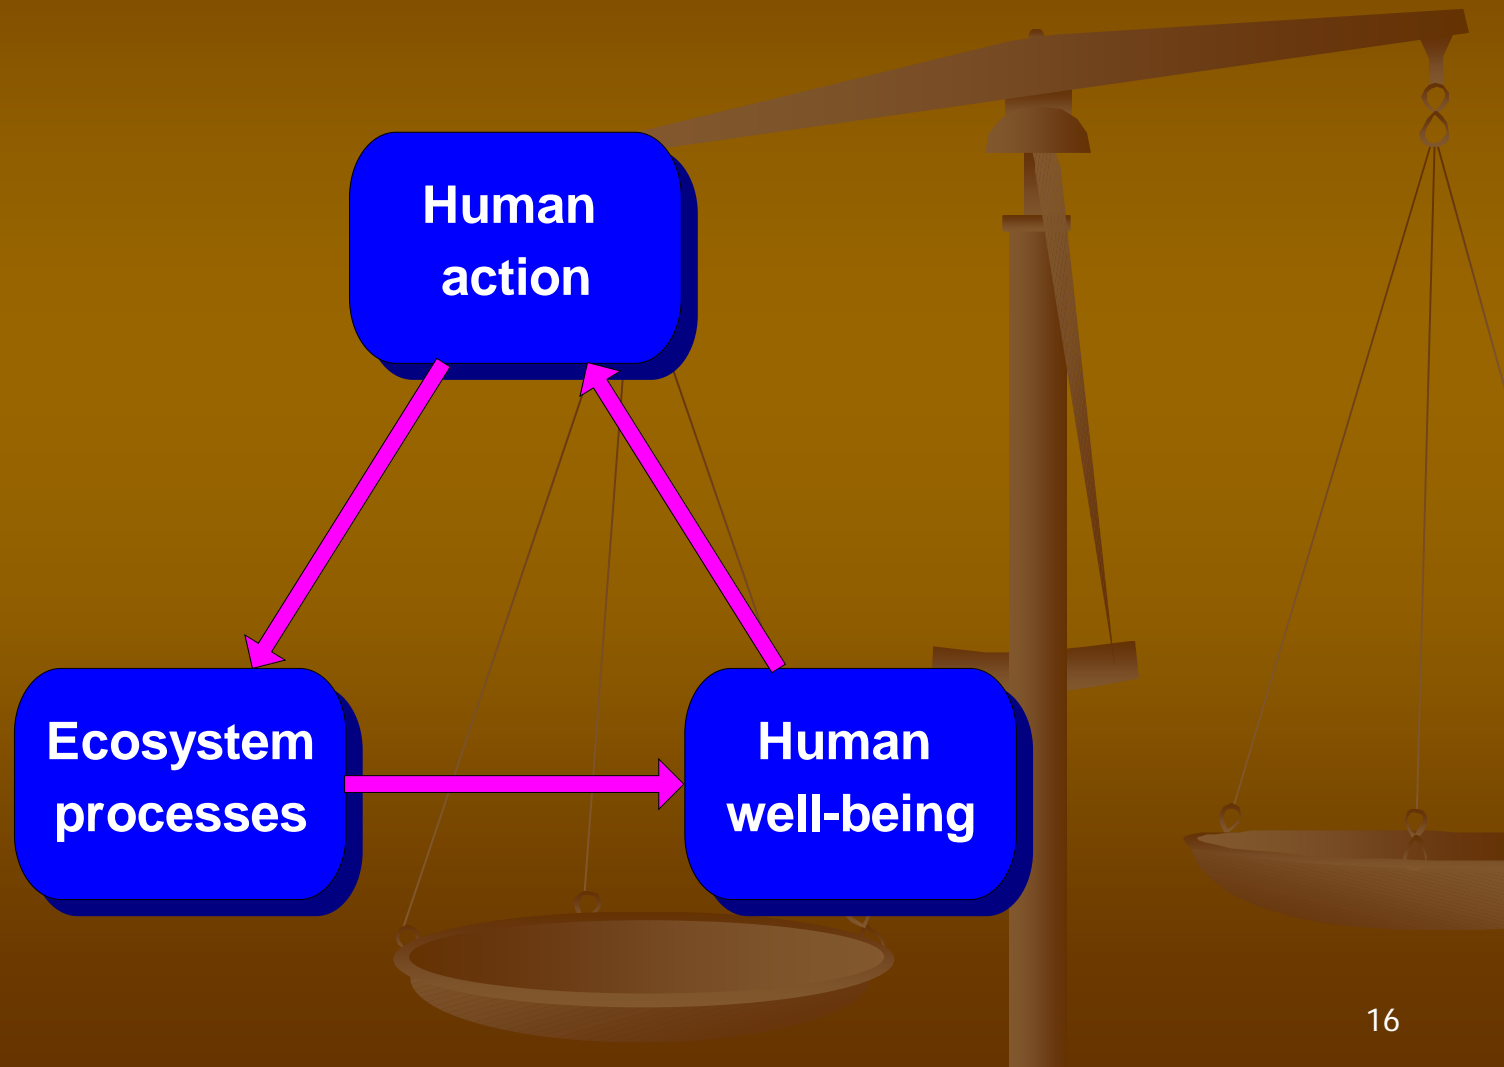 Human
action
Ecosystem
processes
Human
well-being
16